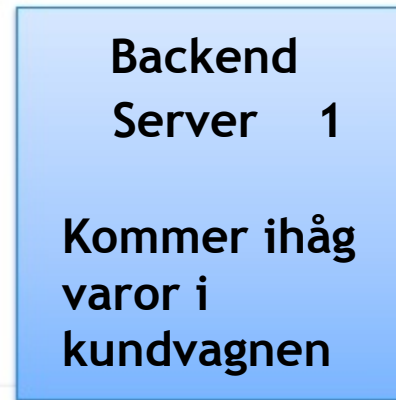 Backend
Server 1
Kommer ihåg
varor i
kundvagnen